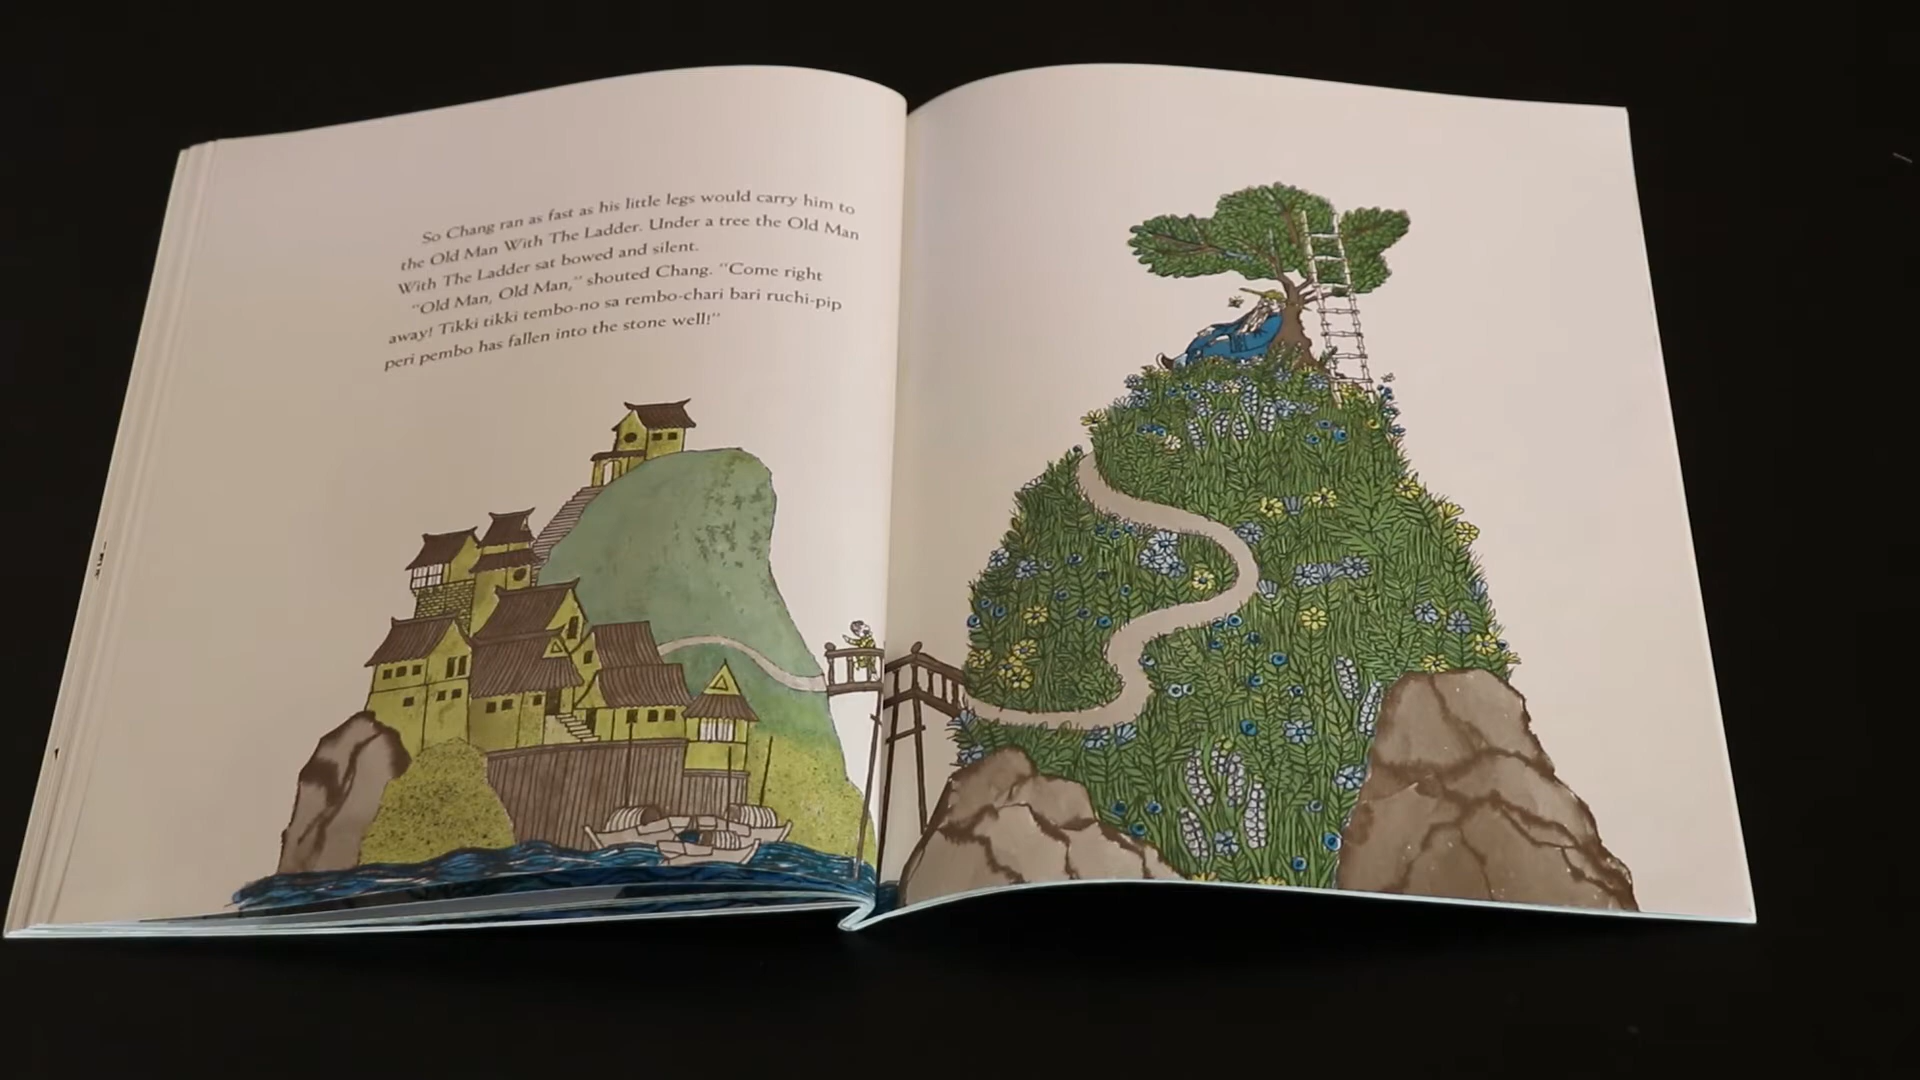 So Chang ran as fast as his little legs would carry him to
the Old Man With The Ladder. Under a tree the Old Man
With The Ladder sat bowed and silent.
"Old Man, Old Man," shouted Chang. "Come right
away! Tikki tikki tembo-no sa rembo-chari bari ruchi-pip
peri pembo has fallen into the stone well!"